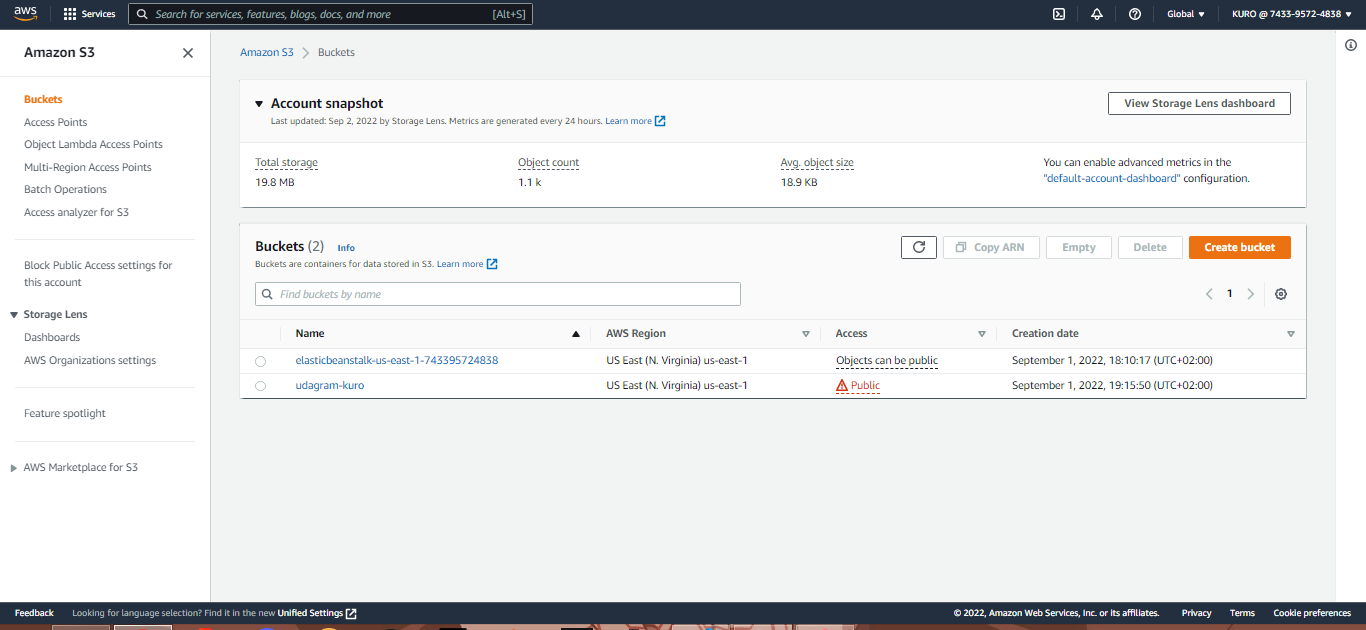 aws
Services
Search for services, features, blogs, docs, and more
[Alt+S]
Global
KURO @ 7433-9572-4838
Amazon S3
Buckets
Access Points
Object Lambda Access Points
Multi-Region Access Points
Batch Operations
Access analyzer for S3
Block Public Access settings for
this account
Storage Lens
Dashboards
AWS Organizations settings
Feature spotlight
AWS Marketplace for S3
Amazon S3 > Buckets
Account snapshot
Last updated: Sep 2, 2022 by Storage Lens. Metrics are generated every 24 hours. Learn more
View Storage Lens dashboard
Total storage
19.8 MB
Object count
1.1 k
Avg. object size
18.9 KB
You can enable advanced metrics in the
"default-account-dashboard" configuration.
Buckets (2) Info
Buckets are containers for data stored in S3. Learn more
Copy ARN
Empty
Delete
Create bucket
Find buckets by name
1
Name AWS Region Access Creation date
elasticbeanstalk-us-east-1-743395724838 US East (N. Virginia) us-east-1 Objects can be public September 1, 2022, 18:10:17 (UTC+02:00)
udagram-kuro US East (N. Virginia) us-east-1 Public September 1, 2022, 19:15:50 (UTC+02:00)
Feedback
Looking for language selection? Find it in the new Unified Settings
© 2022, Amazon Web Services, Inc. or its affiliates.
Privacy
Terms
Cookie preferences